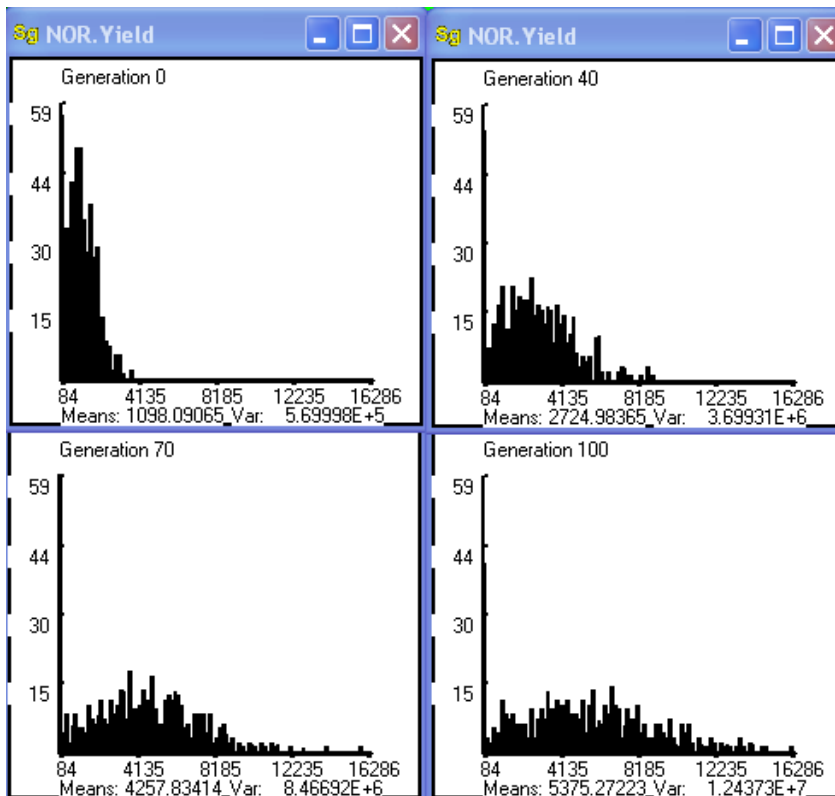 Sg NOR.Yield
Generation 0
59
44
30
15
84 4135 8185 12235 16286
Means: 1098.09065_Var: 5.69998E+5
Sg NOR.Yield
Generation 40
59
44
30
15
84 4135 8185 12235 16286
Means: 2724.98365_Var: 3.69931E+6
Generation 70
59
44
30
15
84 4135 8185 12235 16286
Means: 4257.83414_Var: 8.46692E+6
Generation 100
59
44
30
15
84 4135 8185 12235 16286
Means: 5375.27223_Var: 1.24373E+7